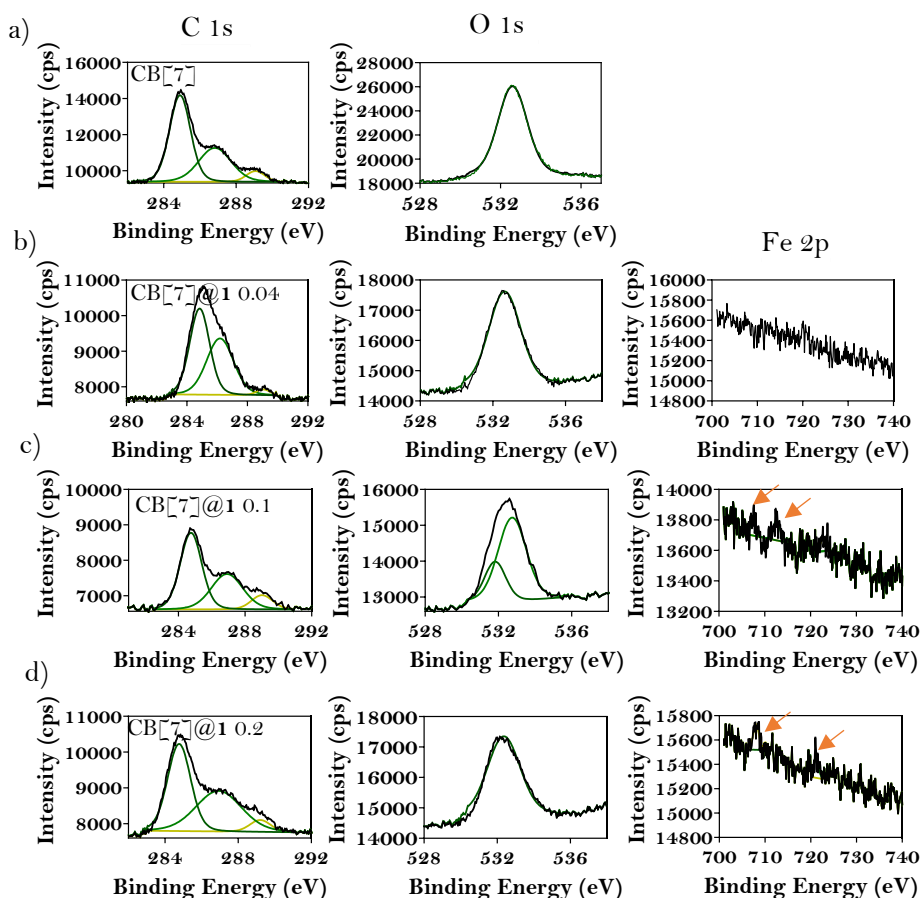 C 1s
O 1s
a)
Intensity (cps)
14000
12000
10000
CB[7]
284
288
292
Binding Energy (eV)
Intensity (cps)
28000
26000
24000
22000
20000
18000
528
532
536
Binding Energy (eV)
b)
Fe 2p
Intensity (cps)
11000
10000
9000
8000
CB[7]@1 0.04
280
284
288
292
Binding Energy (eV)
Intensity (cps)
18000
17000
16000
15000
14000
528
532
536
Binding Energy (eV)
Intensity (cps)
16000
15800
15600
15400
15200
15000
14800
700
710
720
730
740
Binding Energy (eV)
c)
Intensity (cps)
10000
9000
8000
7000
CB[7]@1 0.1
284
288
292
Binding Energy (eV)
Intensity (cps)
16000
15000
14000
13000
528
532
536
Binding Energy (eV)
Intensity (cps)
14000
13800
13600
13400
13200
700
710
720
730
740
Binding Energy (eV)
d)
Intensity (cps)
11000
10000
9000
8000
CB[7]@1 0.2
284
288
292
Binding Energy (eV)
Intensity (cps)
18000
17000
16000
15000
14000
528
532
536
Binding Energy (eV)
Intensity (cps)
15800
15600
15400
15200
15000
14800
700
710
720
730
740
Binding Energy (eV)